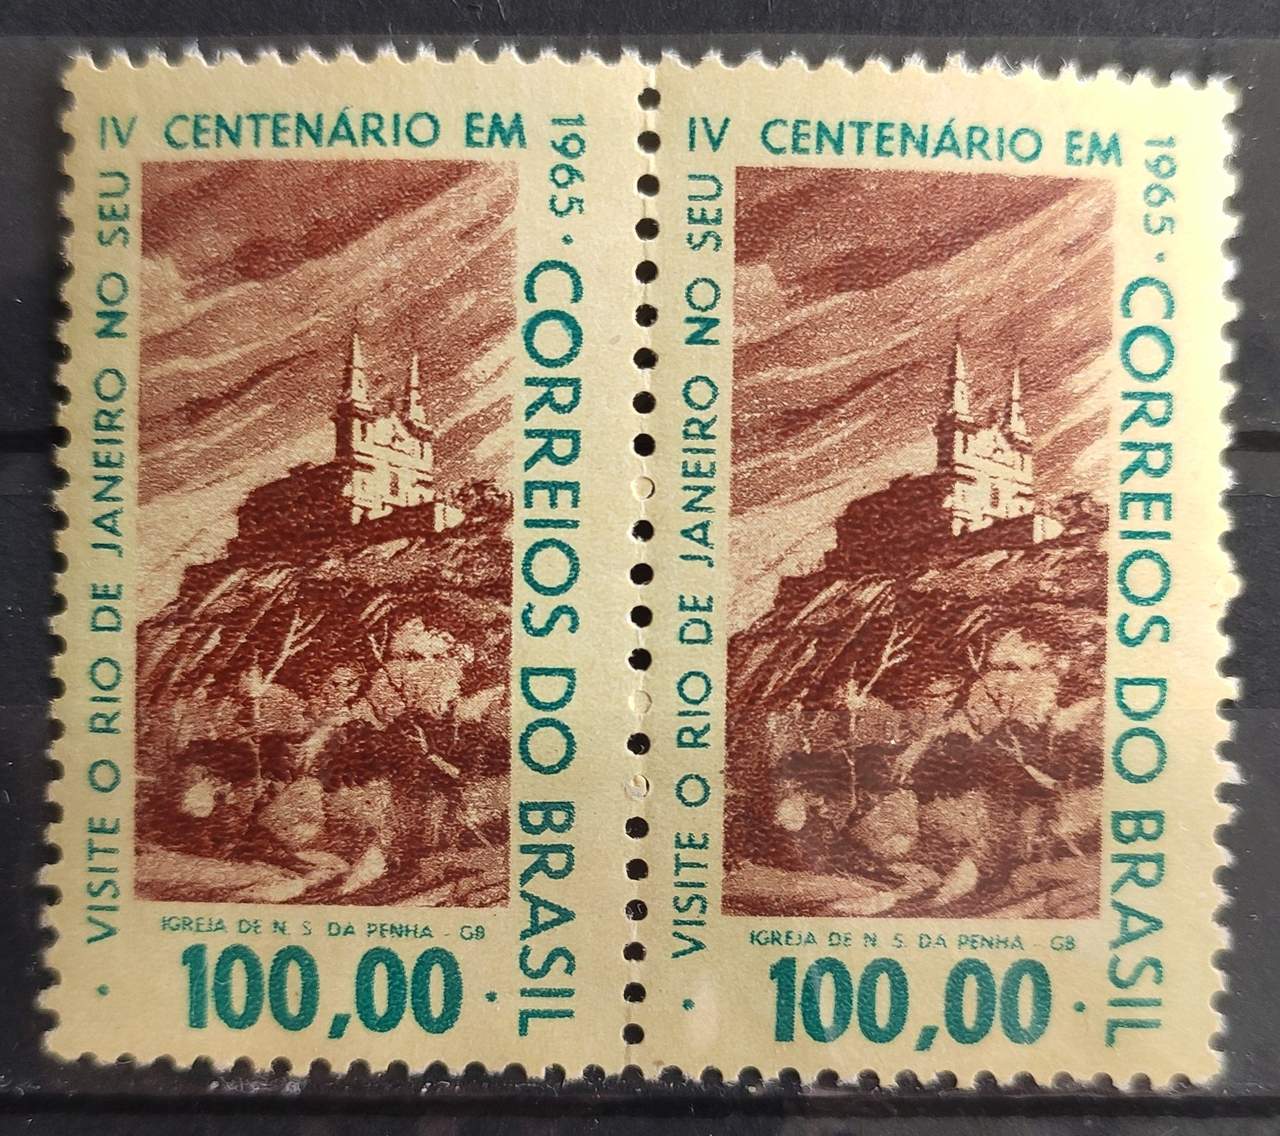 VISITE O RIO DE JANEIRO NO SEU
IV CENTENÁRIO EM
1965 · CORREIOS DO BRASIL
IGREJA DE N. S. DA PENHA - GB
· 100,00 ·
VISITE O RIO DE JANEIRO NO SEU
IV CENTENÁRIO EM
1965 · CORREIOS DO BRASIL
IGREJA DE N. S. DA PENHA - GB
· 100,00 ·